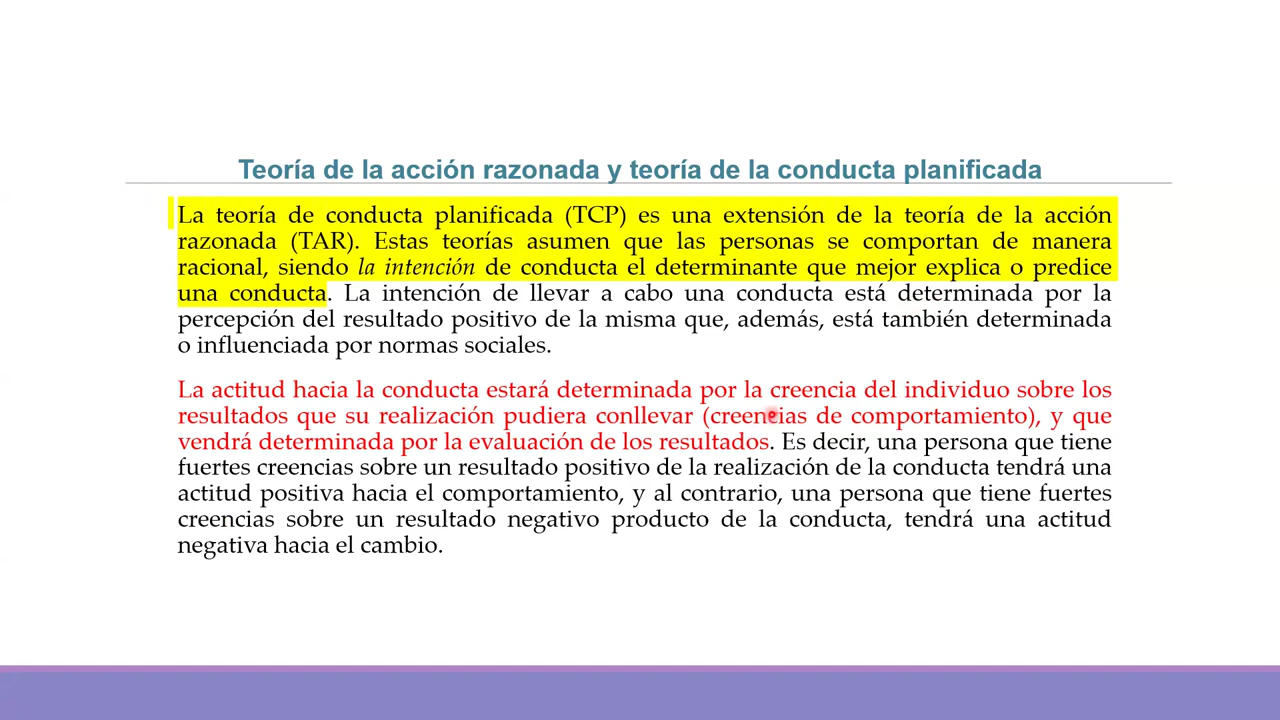 Teoría de la acción razonada y teoría de la conducta planificada
La teoría de conducta planificada (TCP) es una extensión de la teoría de la acción
razonada (TAR). Estas teorías asumen que las personas se comportan de manera
racional, siendo la intención de conducta el determinante que mejor explica o predice
una conducta. La intención de llevar a cabo una conducta está determinada por la
percepción del resultado positivo de la misma que, además, está también determinada
o influenciada por normas sociales.
La actitud hacia la conducta estará determinada por la creencia del individuo sobre los
resultados que su realización pudiera conllevar (creencias de comportamiento), y que
vendrá determinada por la evaluación de los resultados. Es decir, una persona que tiene
fuertes creencias sobre un resultado positivo de la realización de la conducta tendrá una
actitud positiva hacia el comportamiento, y al contrario, una persona que tiene fuertes
creencias sobre un resultado negativo producto de la conducta, tendrá una actitud
negativa hacia el cambio.